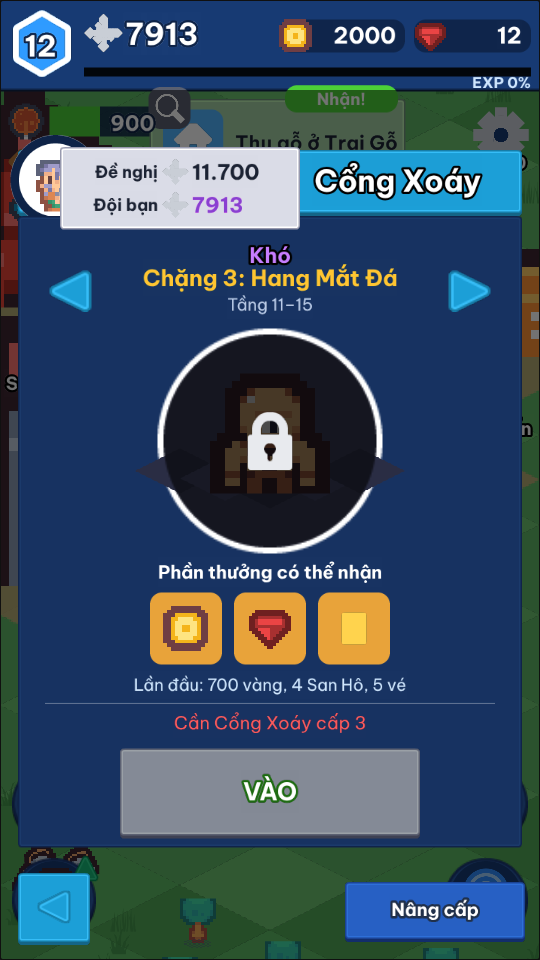 12
7913
2000
12
EXP 0%
900
Nhận!
Thu gỗ ở Trại Gỗ
Đề nghị 11.700
Đội bạn 7913
Cổng Xoáy
Khó
Chặng 3: Hang Mắt Đá
Tầng 11–15
Phần thưởng có thể nhận
Lần đầu: 700 vàng, 4 San Hô, 5 vé
Cần Cổng Xoáy cấp 3
VÀO
Nâng cấp